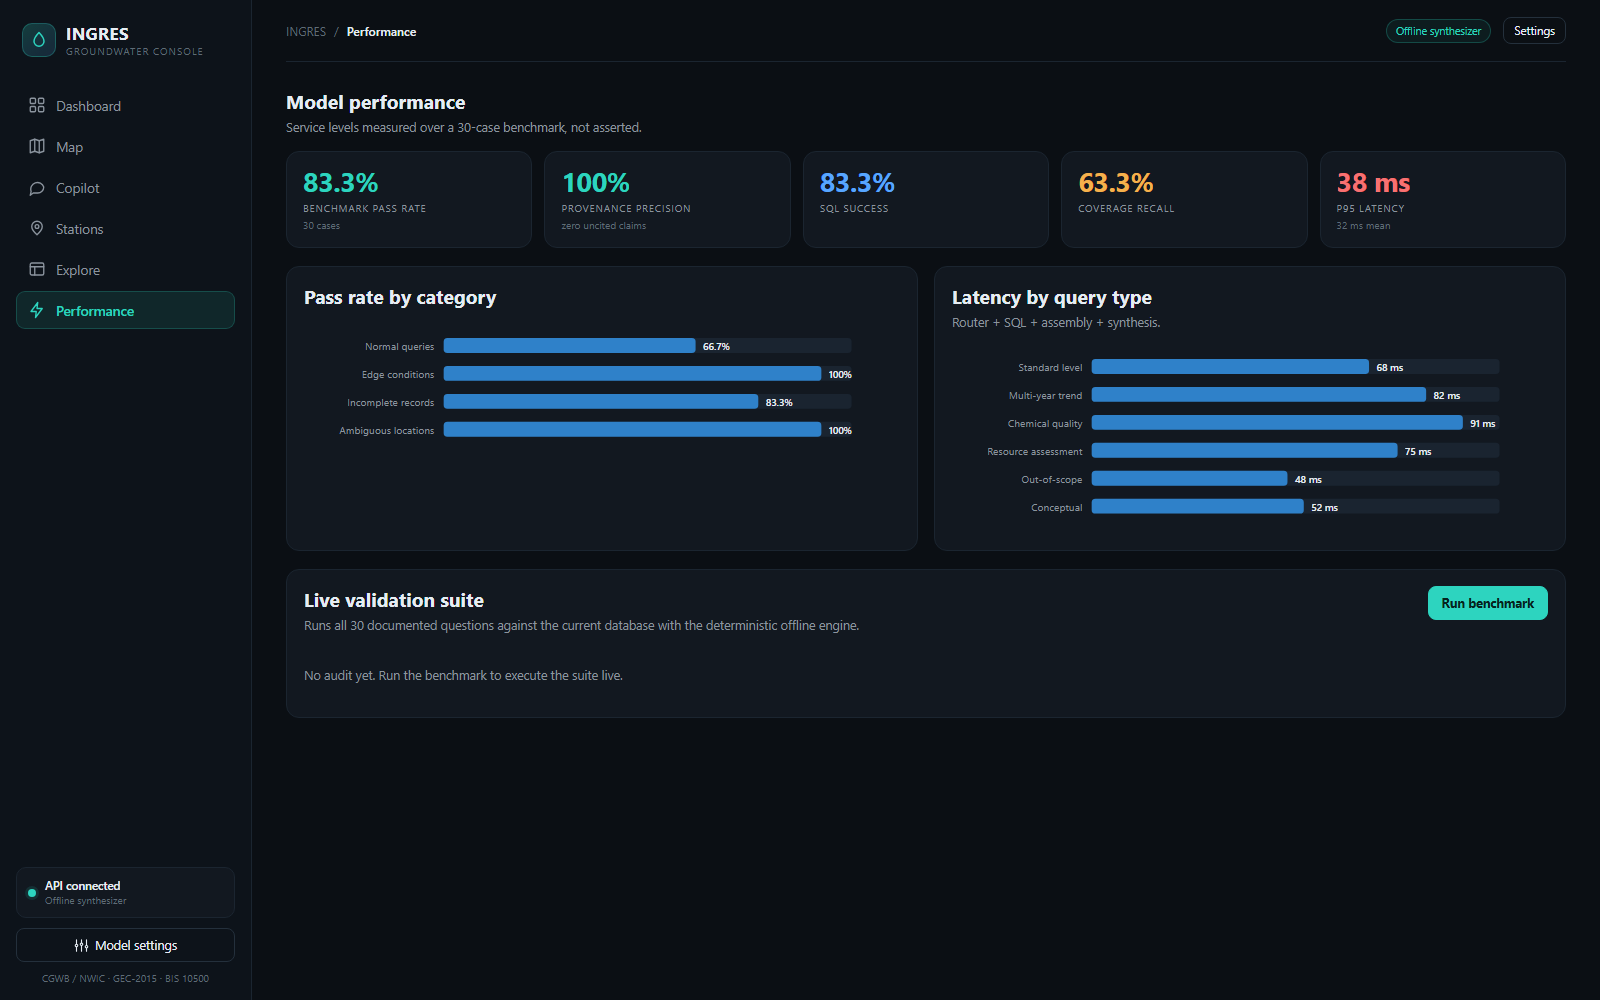 INGRES
GROUNDWATER CONSOLE
Dashboard
Map
Copilot
Stations
Explore
Performance
API connected
Offline synthesizer
Model settings
CGWB / NWIC · GEC-2015 · BIS 10500
INGRES / Performance
Offline synthesizer
Settings
Model performance
Service levels measured over a 30-case benchmark, not asserted.
83.3%
BENCHMARK PASS RATE
30 cases
100%
PROVENANCE PRECISION
zero uncited claims
83.3%
SQL SUCCESS
63.3%
COVERAGE RECALL
38 ms
P95 LATENCY
32 ms mean
Pass rate by category
Normal queries 66.7%
Edge conditions 100%
Incomplete records 83.3%
Ambiguous locations 100%
Latency by query type
Router + SQL + assembly + synthesis.
Standard level 68 ms
Multi-year trend 82 ms
Chemical quality 91 ms
Resource assessment 75 ms
Out-of-scope 48 ms
Conceptual 52 ms
Live validation suite
Runs all 30 documented questions against the current database with the deterministic offline engine.
Run benchmark
No audit yet. Run the benchmark to execute the suite live.